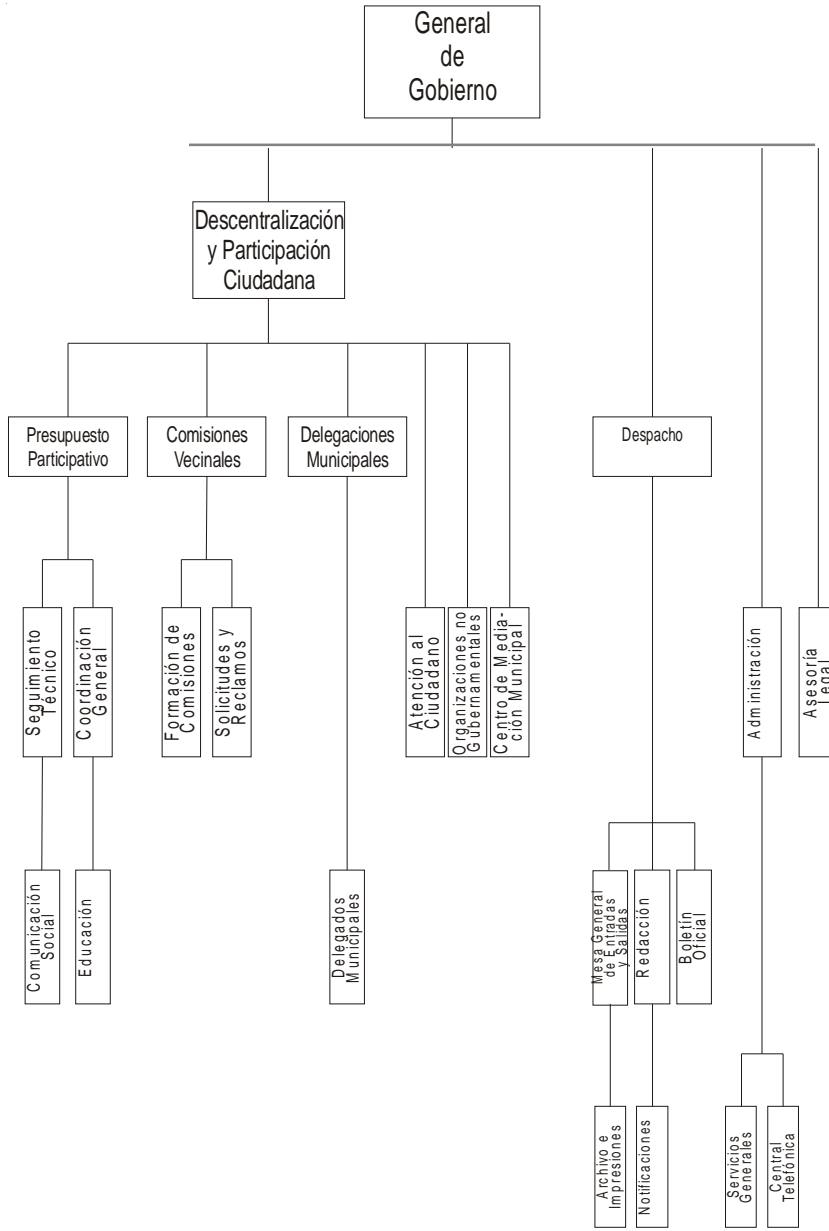 General
de
Gobierno
Descentralización
y Participación
Ciudadana
Presupuesto
Participativo
Comisiones
Vecinales
Delegaciones
Municipales
Despacho
Seguimiento
Técnico
Coordinación
General
Formación de
Comisiones
Solicitudes y
Reclamos
Atención al
Ciudadano
Organizaciones no
Gubernamentales
Centro de Media-
ción Municipal
Administración
Asesoría
Legal
Comunicación
Social
Educación
Delegados
Municipales
Mesa General
de Entradas
y Salidas
Redacción
Boletín
Oficial
Archivo e
Impresiones
Notificaciones
Servicios
Generales
Central
Telefónica